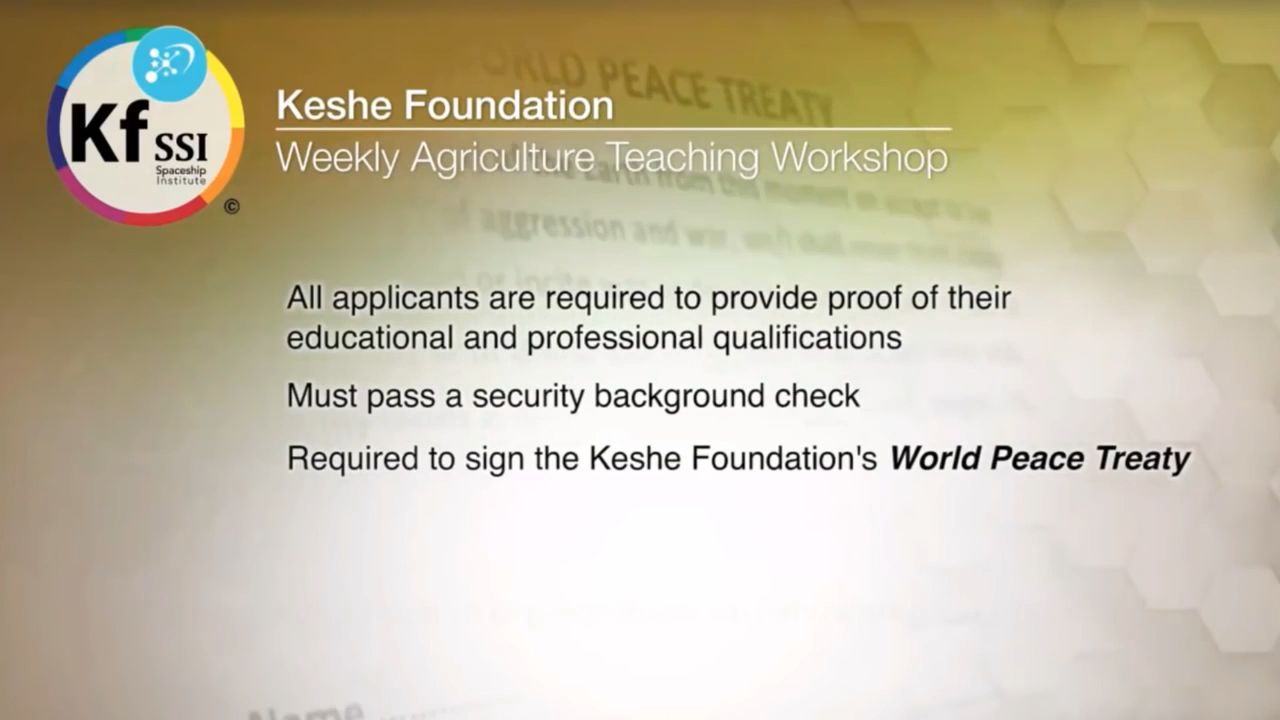 Kf SSI
Spaceship
Institute
©
Keshe Foundation
Weekly Agriculture Teaching Workshop
WORLD PEACE TREATY
of aggression and war
All applicants are required to provide proof of their
educational and professional qualifications
Must pass a security background check
Required to sign the Keshe Foundation's World Peace Treaty
Name